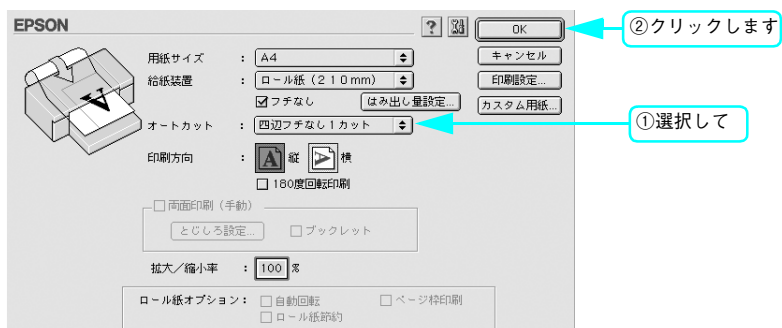 EPSON
? OK ②クリックします
用紙サイズ : A4 キャンセル
給紙装置 : ロール紙(210mm) 印刷設定...
フチなし はみ出し量設定... カスタム用紙...
オートカット : 四辺フチなし1カット ①選択して
印刷方向 : A 縦 A 横
180度回転印刷
両面印刷(手動)
とじしろ設定... ブックレット
拡大/縮小率 : 100 %
ロール紙オプション: 自動回転 ページ枠印刷
ロール紙節約